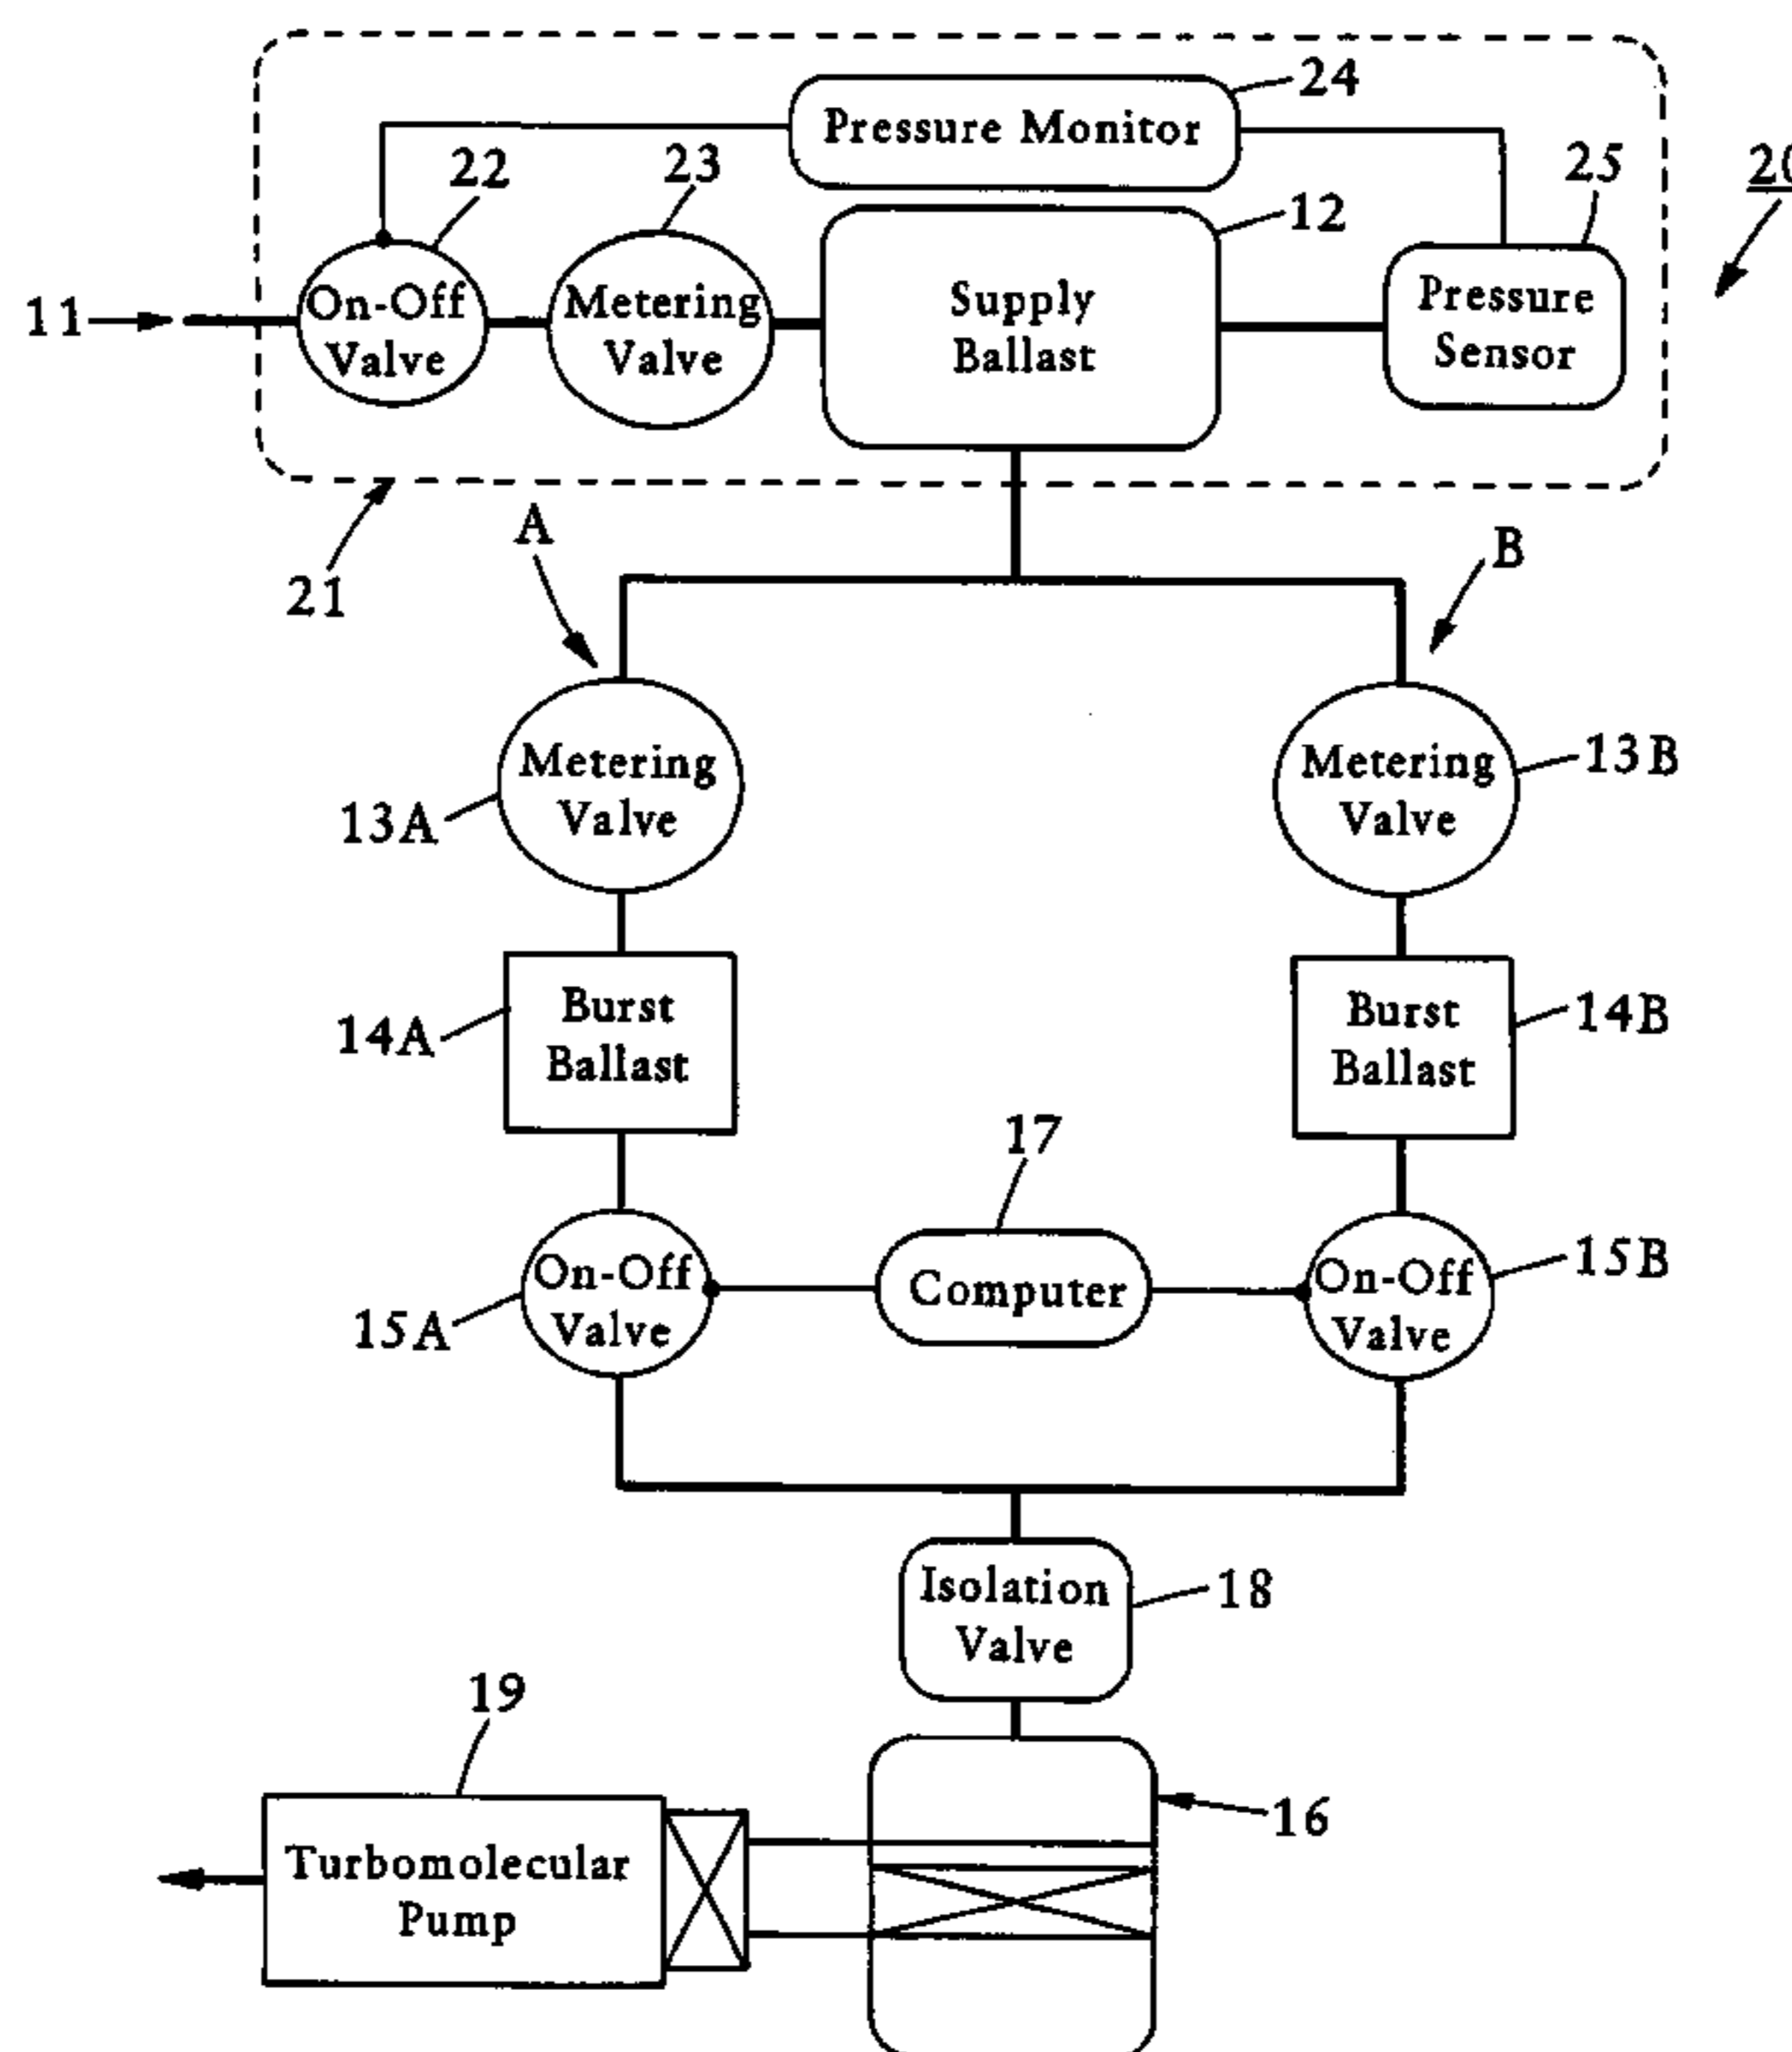 24
Pressure Monitor
22
23
25
12
11
On-Off
Valve
Metering
Valve
Supply
Ballast
Pressure
Sensor
21
A
B
Metering
Valve
13A
Metering
Valve
13B
Burst
Ballast
14A
Burst
Ballast
14B
17
On-Off
Valve
15A
Computer
On-Off
Valve
15B
Isolation
Valve
18
19
Turbomolecular
Pump
16